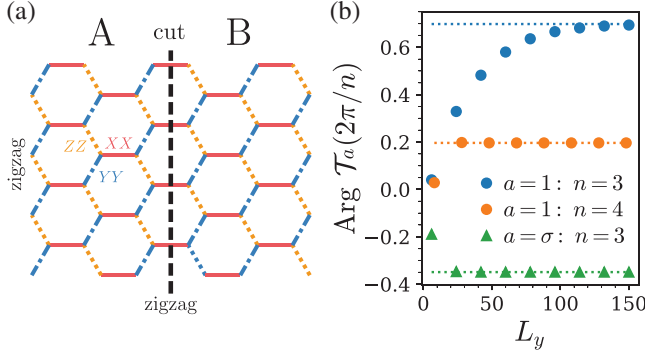 (a)
A
cut
B
ZZ
XX
YY
zigzag
zigzag
(b)
Arg 𝒯ₐ(2π/n)
0.6
0.4
0.2
0.0
−0.2
−0.4
a = 1 : n = 3
a = 1 : n = 4
a = σ : n = 3
0
50
100
150
L_y